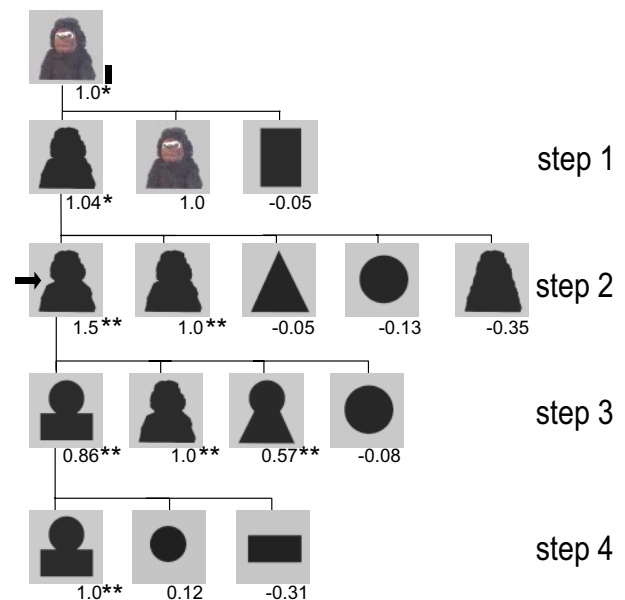 1.0*
step 1
1.04* 1.0 -0.05
step 2
1.5** 1.0** -0.05 -0.13 -0.35
step 3
0.86** 1.0** 0.57** -0.08
step 4
1.0** 0.12 -0.31